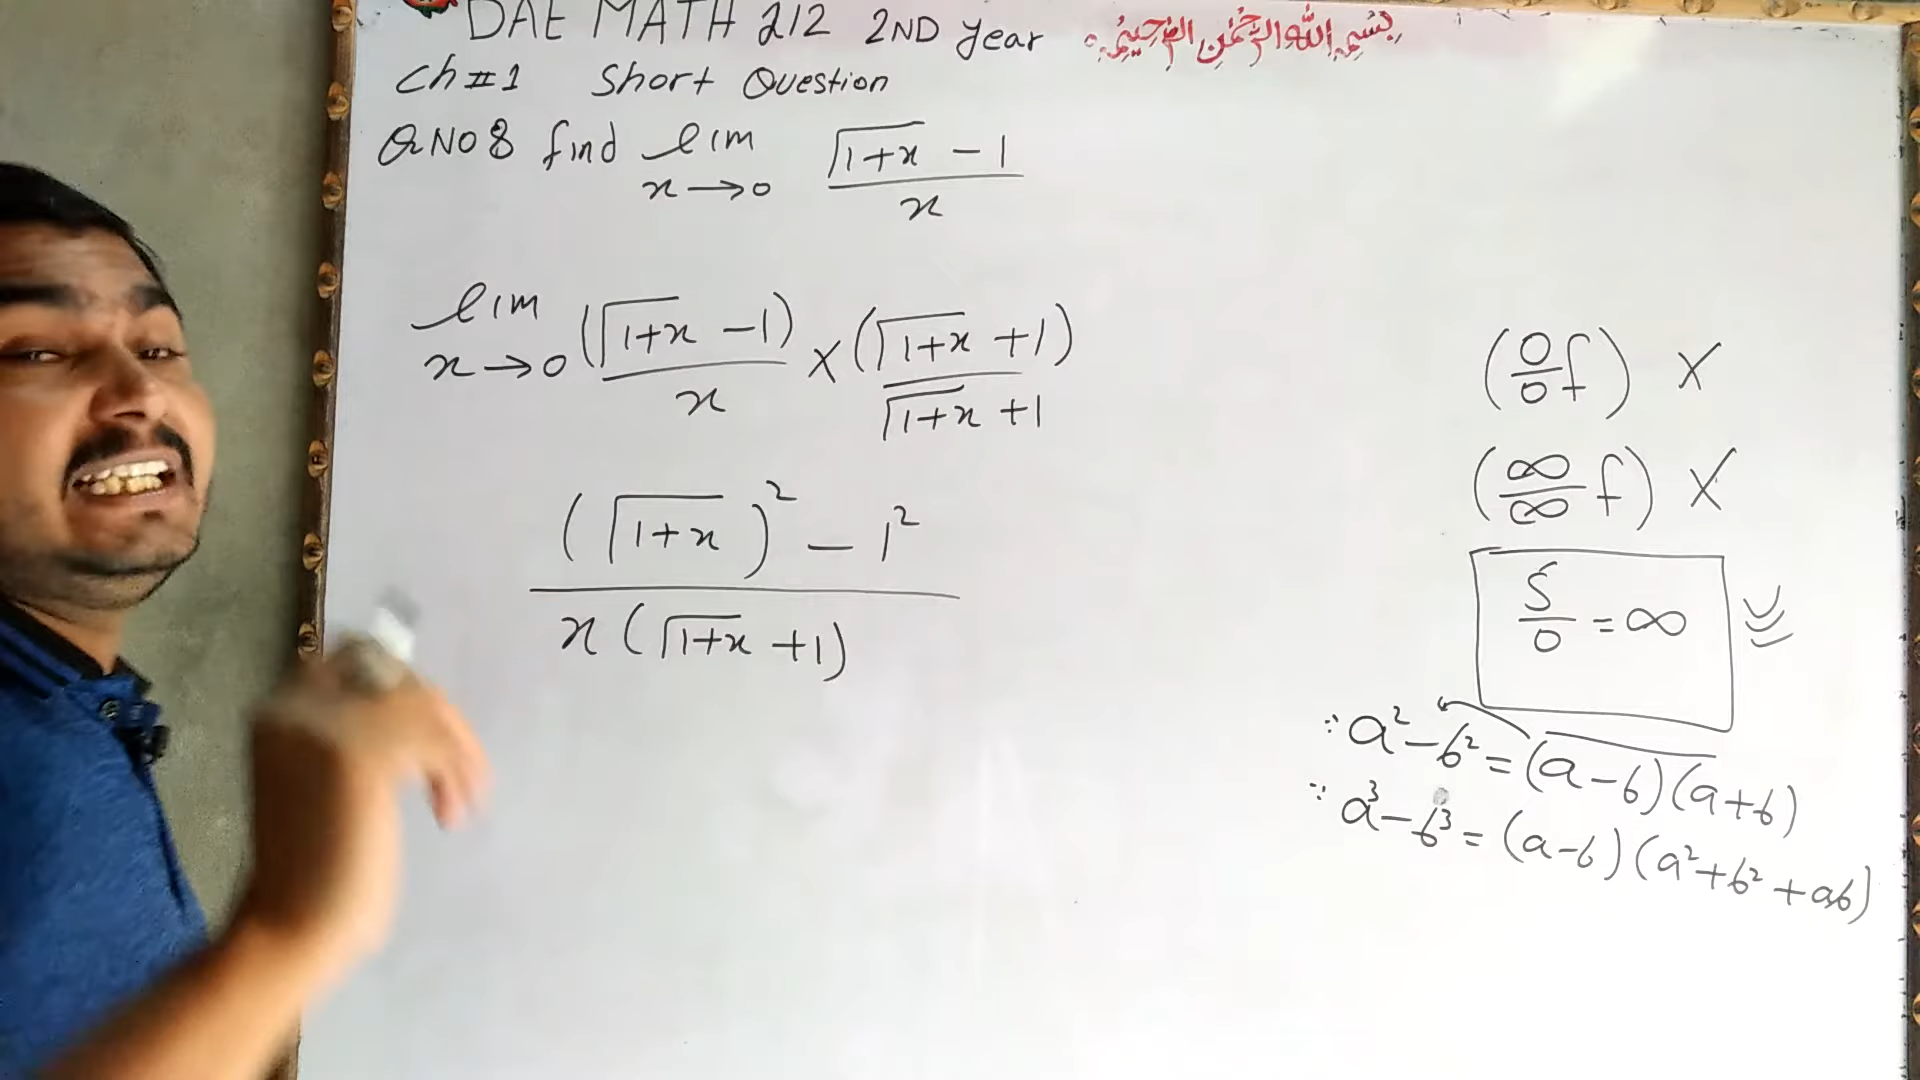 DAE MATH 212 2ND year بسم الله الرحمن الرحيم
Ch#1 Short Question
Q NO 8 find lim x→0 (√(1+x) - 1)/x
lim x→0 (√(1+x) - 1)/x × (√(1+x) + 1)/(√(1+x) + 1)
((√(1+x))² - 1²)/(x(√(1+x) + 1))
(0/0 f) ×
(∞/∞ f) ×
5/0 = ∞
∵ a² - b² = (a-b)(a+b)
∵ a³ - b³ = (a-b)(a²+b²+ab)